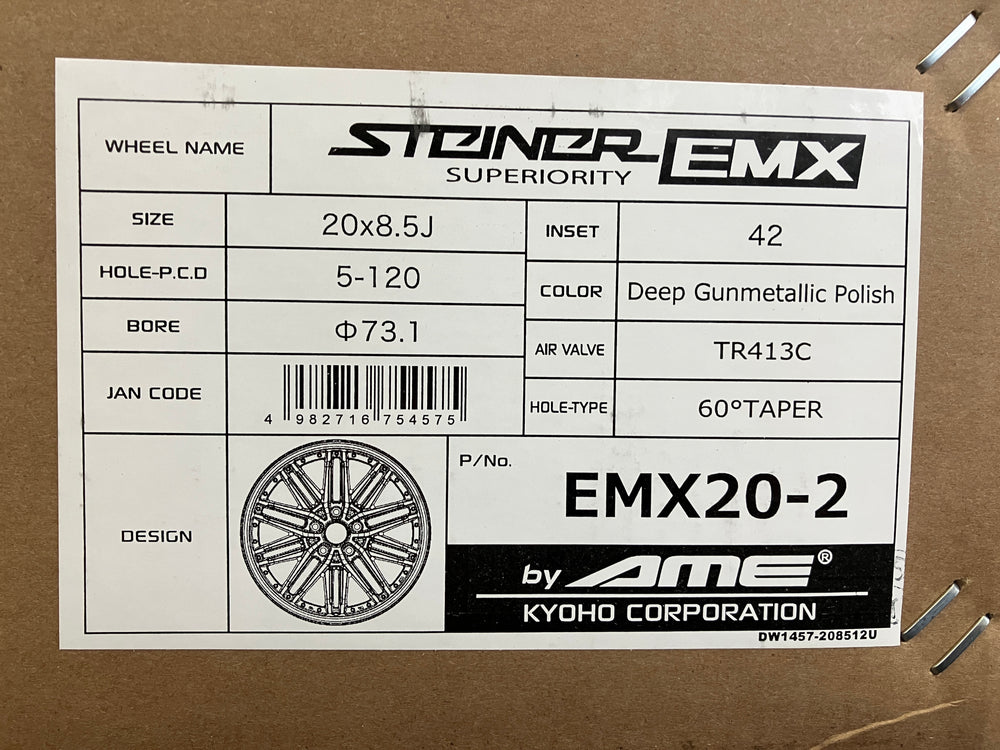 WHEEL NAME
STEINER EMX
SUPERIORITY
SIZE
20x8.5J
INSET
42
HOLE-P.C.D
5-120
COLOR
Deep Gunmetallic Polish
BORE
Φ73.1
AIR VALVE
TR413C
JAN CODE
4 982716 754575
HOLE-TYPE
60°TAPER
DESIGN
P/No.
EMX20-2
by AME®
KYOHO CORPORATION
DW1457-208512U